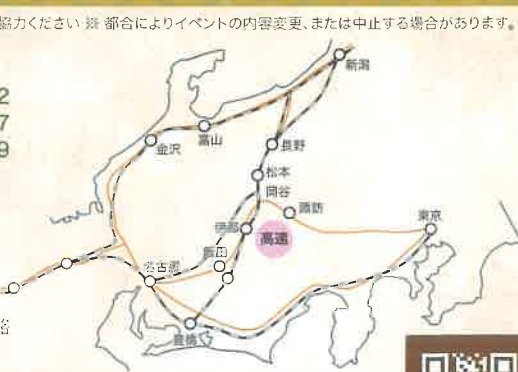 協力ください ※ 都合によりイベントの内容変更、または中止する場合があります。
2
7
9
新潟
富山
金沢
長野
松本
岡谷
諏訪
東京
伊那
高遠
飯田
名古屋
豊橋